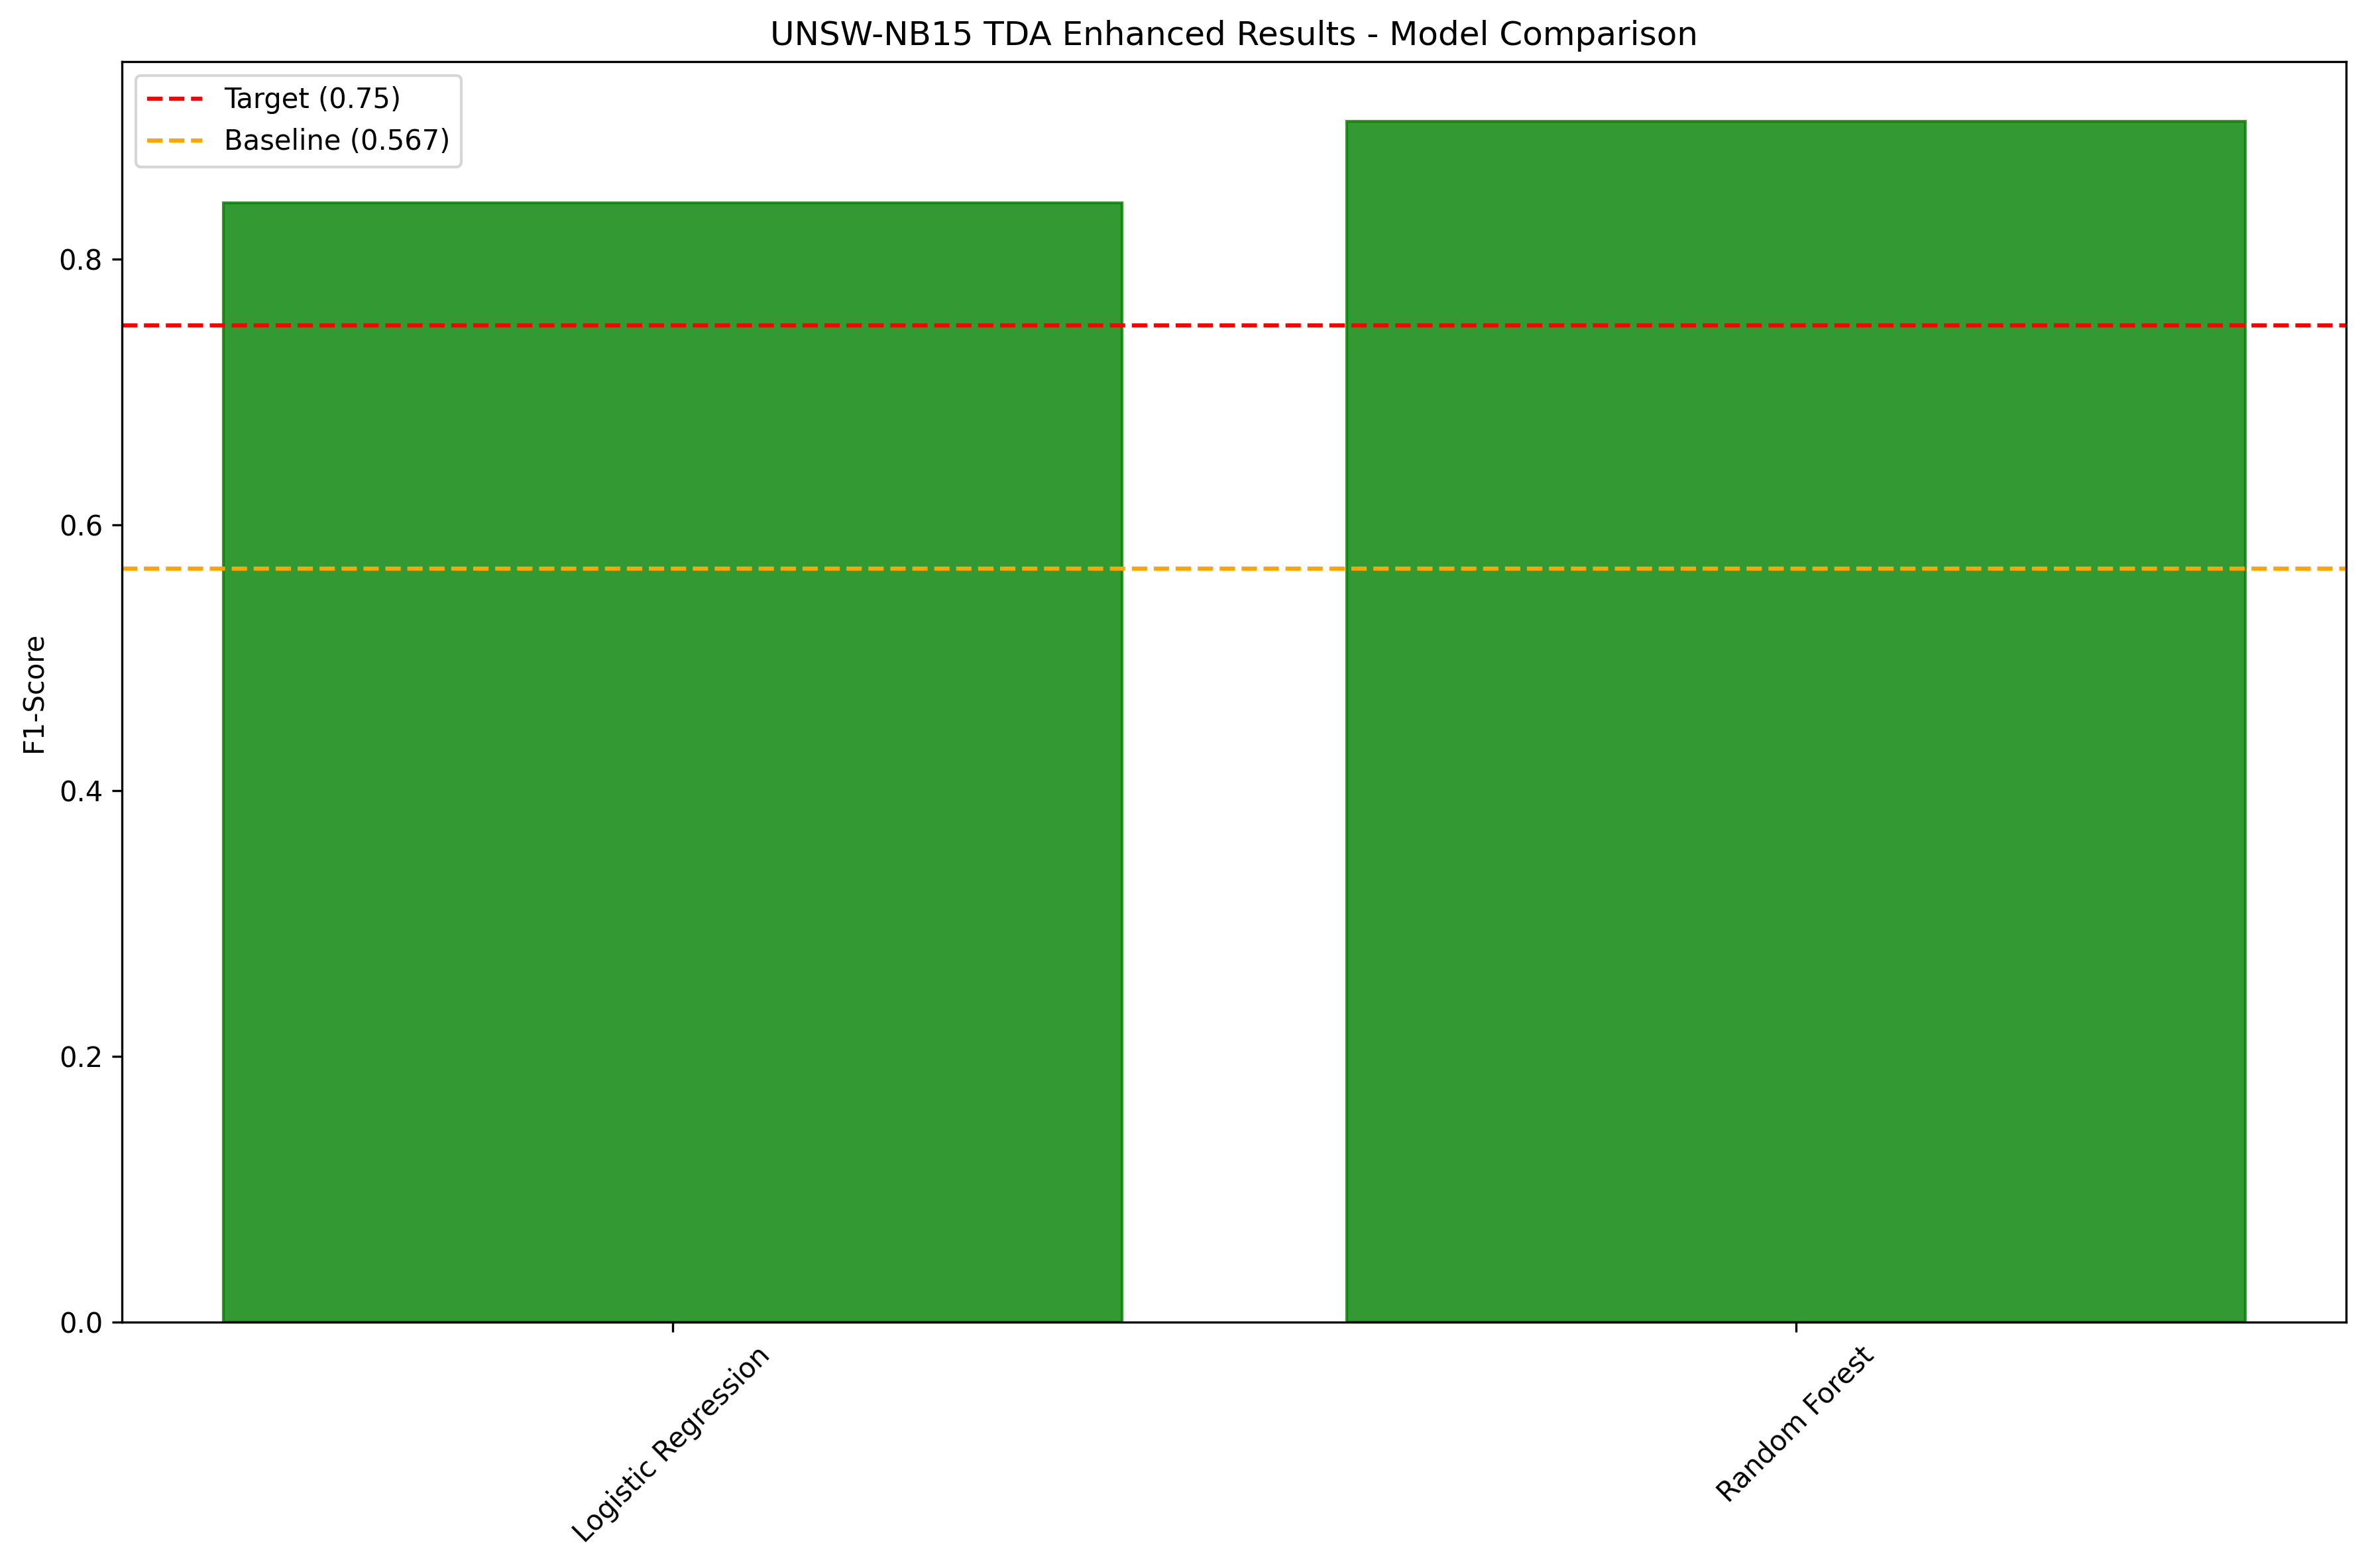 UNSW-NB15 TDA Enhanced Results - Model Comparison
Target (0.75)
Baseline (0.567)
F1-Score
0.8
0.6
0.4
0.2
0.0
Logistic Regression
Random Forest